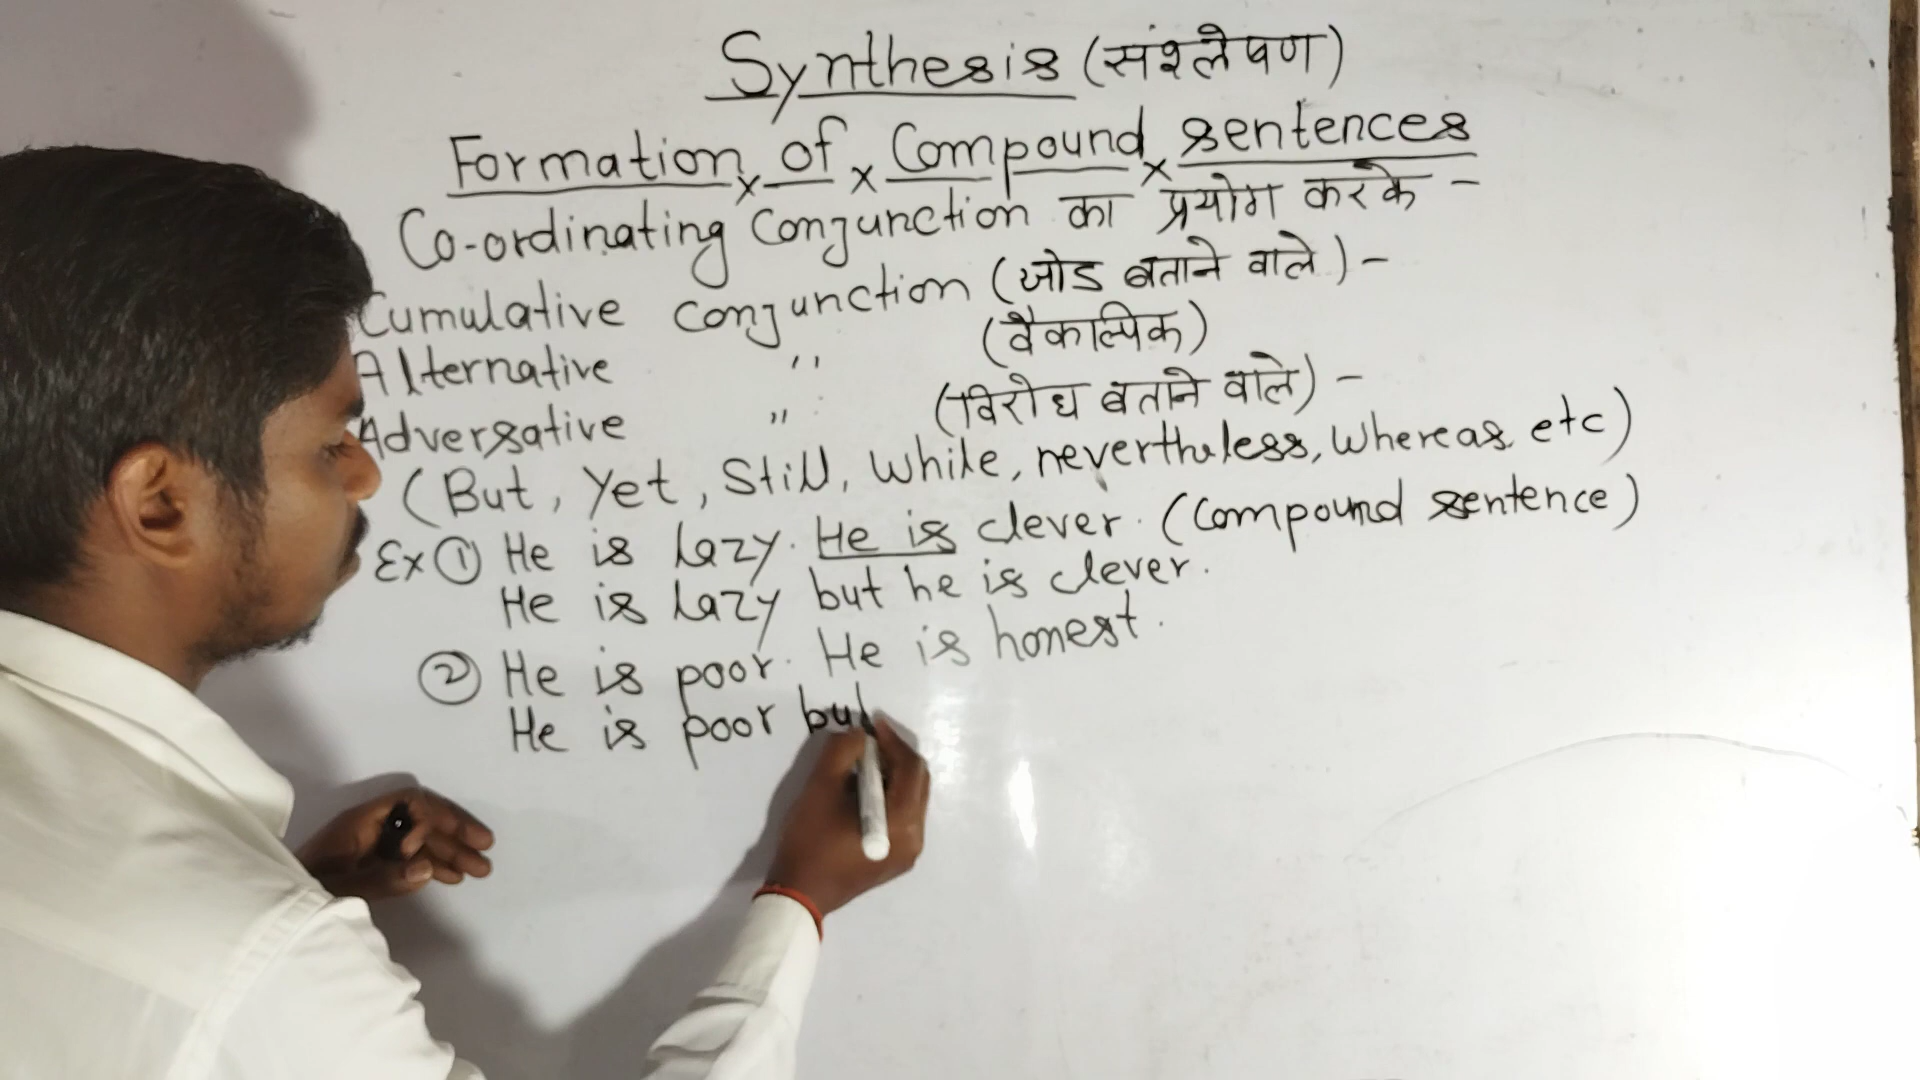 Synthesis (संश्लेषण)
Formation of Compound sentences
Co-ordinating Conjunction का प्रयोग करके -
Cumulative conjunction (जोड बताने वाले) -
Alternative " (वैकल्पिक)
Adversative " (विरोध बताने वाले) -
(But, Yet, Still, While, nevertheless, Whereas, etc)
Ex ① He is lazy. He is clever. (Compound sentence)
He is lazy but he is clever.
② He is poor. He is honest.
He is poor but